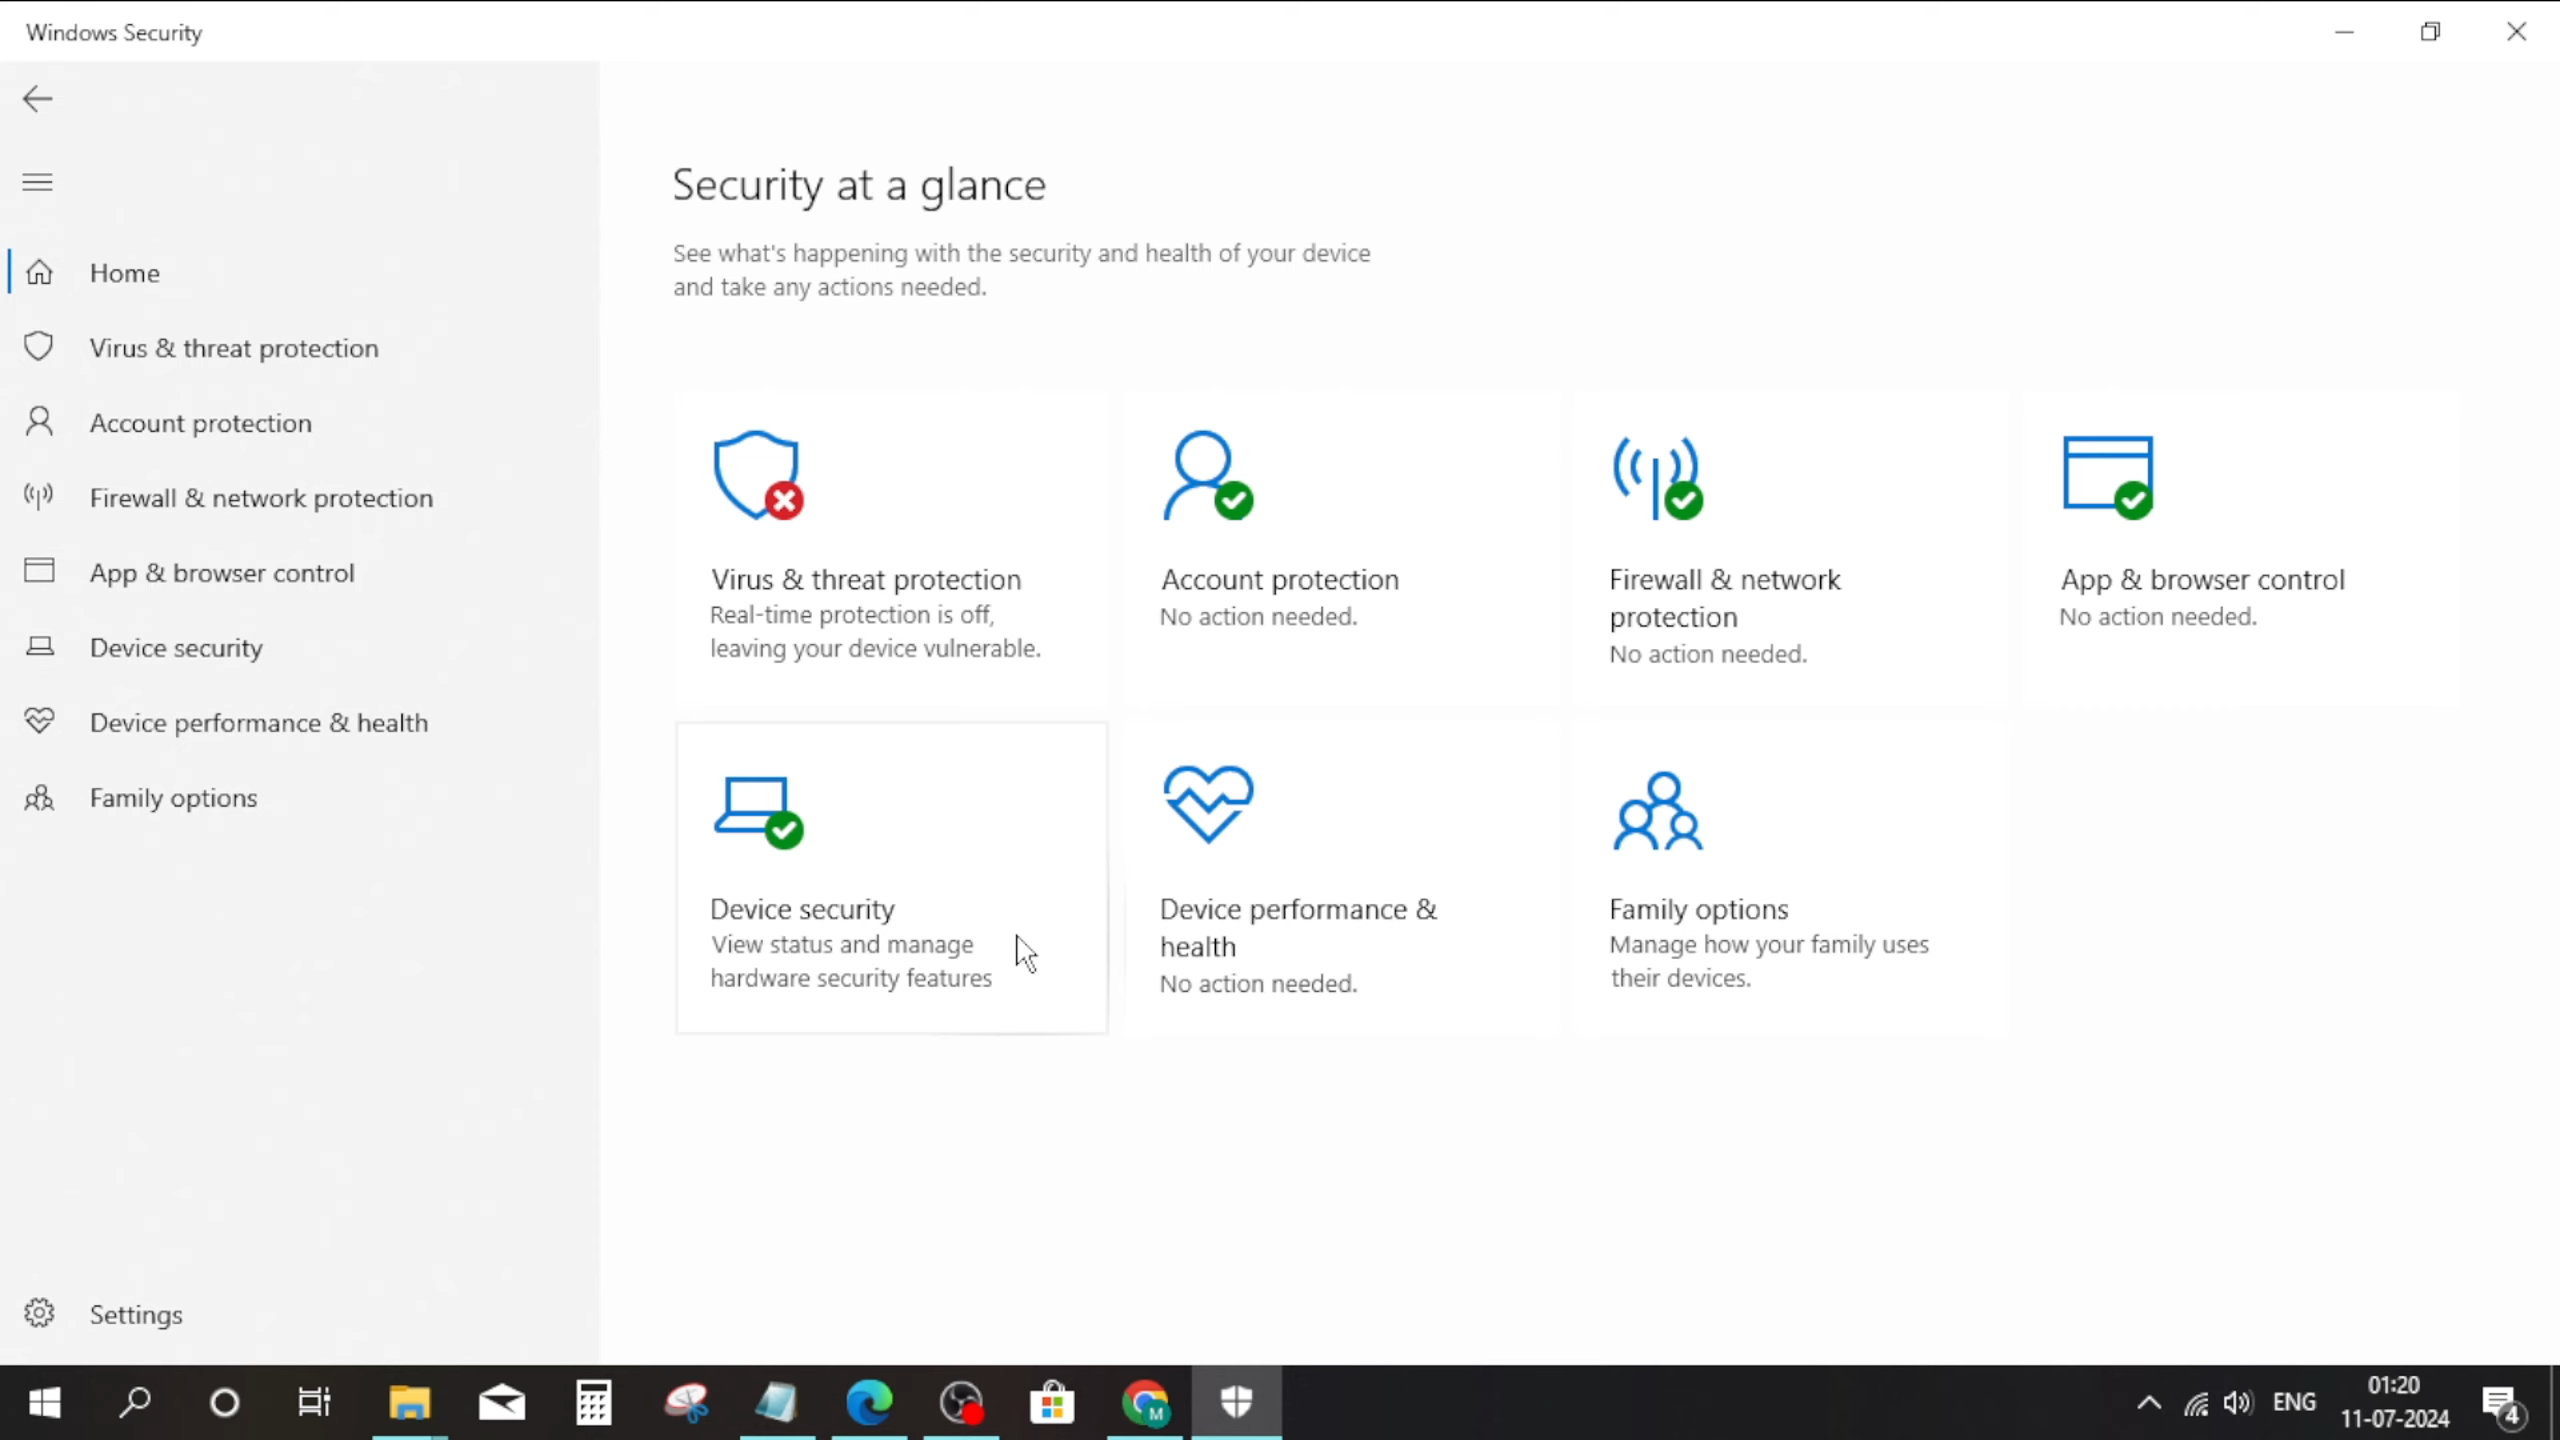 Windows Security
Home
Virus & threat protection
Account protection
Firewall & network protection
App & browser control
Device security
Device performance & health
Family options
Settings
Security at a glance
See what's happening with the security and health of your device
and take any actions needed.
Virus & threat protection
Real-time protection is off,
leaving your device vulnerable.
Account protection
No action needed.
Firewall & network
protection
No action needed.
App & browser control
No action needed.
Device security
View status and manage
hardware security features
Device performance &
health
No action needed.
Family options
Manage how your family uses
their devices.
M
ENG
01:20
11-07-2024
4